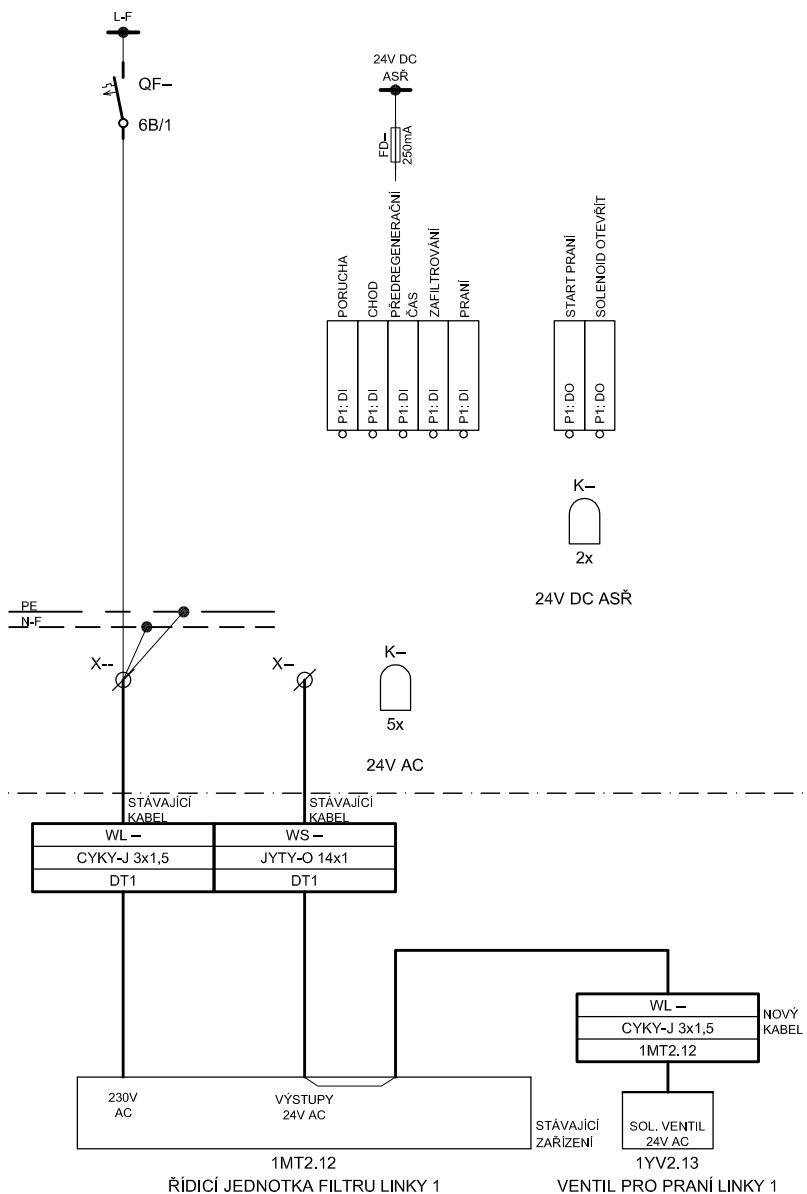 L-F
QF–
6B/1
24V DC
ASŘ
FD–
250mA
PORUCHA
CHOD
PŘEDREGENERAČNÍ
ČAS
ZAFILTROVÁNÍ
PRANÍ
P1: DI
P1: DI
P1: DI
P1: DI
P1: DI
START PRANÍ
SOLENOID OTEVŘÍT
P1: DO
P1: DO
K–
2x
24V DC ASŘ
PE
N-F
X--
X–
K–
5x
24V AC
STÁVAJÍCÍ
KABEL
STÁVAJÍCÍ
KABEL
WL –
CYKY-J 3x1,5
DT1
WS –
JYTY-O 14x1
DT1
WL –
CYKY-J 3x1,5
1MT2.12
NOVÝ
KABEL
230V
AC
VÝSTUPY
24V AC
STÁVAJÍCÍ
ZAŘÍZENÍ
SOL. VENTIL
24V AC
1MT2.12
ŘÍDICÍ JEDNOTKA FILTRU LINKY 1
1YV2.13
VENTIL PRO PRANÍ LINKY 1